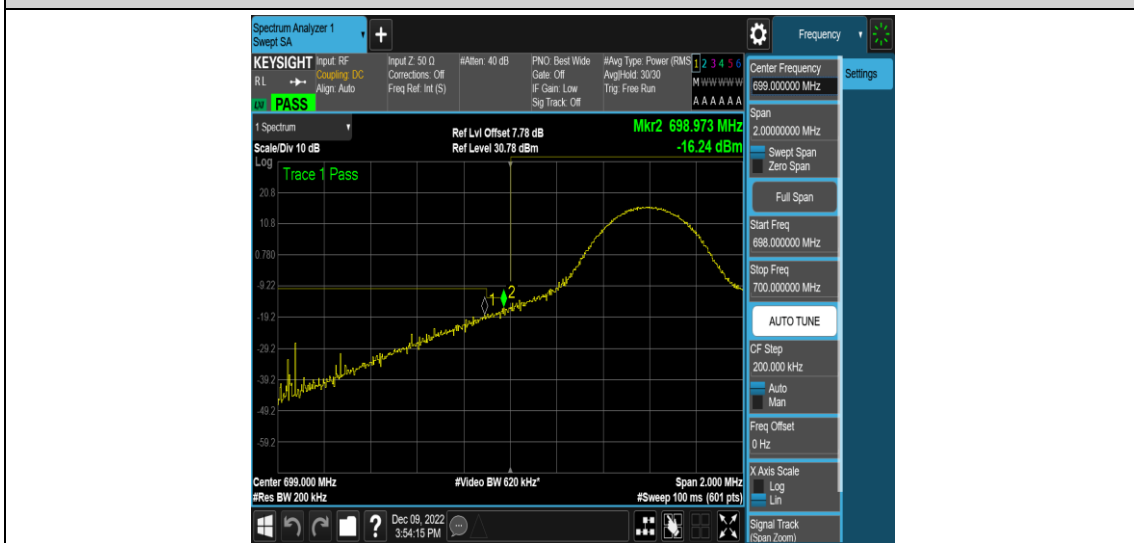 Spectrum Analyzer 1
Swept SA
Frequency
KEYSIGHT
RL
LXI
PASS
Input: RF
Coupling: DC
Align: Auto
Input Z: 50 Ω
Corrections: Off
Freq Ref: Int (S)
#Atten: 40 dB
PNO: Best Wide
Gate: Off
IF Gain: Low
Sig Track: Off
#Avg Type: Power (RMS
Avg|Hold: 30/30
Trig: Free Run
1 2 3 4 5 6
M W W W W W
A A A A A A
1 Spectrum
Scale/Div 10 dB
Ref Lvl Offset 7.78 dB
Ref Level 30.78 dBm
Mkr2 698.973 MHz
-16.24 dBm
Log
Trace 1 Pass
20.8
10.8
0.780
-9.22
-19.2
-29.2
-39.2
-49.2
-59.2
1
2
Center 699.000 MHz
#Res BW 200 kHz
#Video BW 620 kHz*
Span 2.000 MHz
#Sweep 100 ms (601 pts)
Center Frequency
699.000000 MHz
Settings
Span
2.00000000 MHz
Swept Span
Zero Span
Full Span
Start Freq
698.000000 MHz
Stop Freq
700.000000 MHz
AUTO TUNE
CF Step
200.000 kHz
Auto
Man
Freq Offset
0 Hz
X Axis Scale
Log
Lin
Signal Track
(Span Zoom)
?
Dec 09, 2022
3:54:15 PM